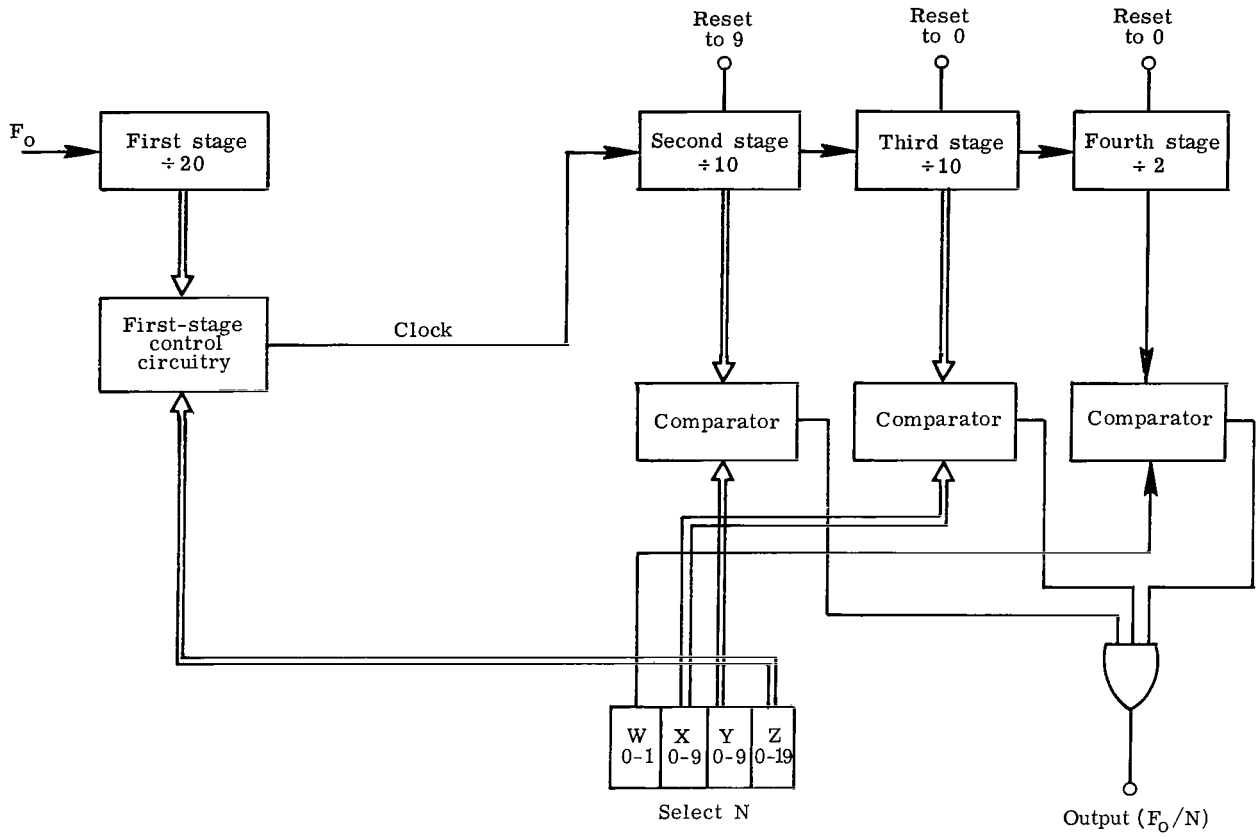 Reset
to 9
Reset
to 0
Reset
to 0
F₀
First stage
÷20
Second stage
÷10
Third stage
÷10
Fourth stage
÷ 2
First-stage
control
circuitry
Clock
Comparator
Comparator
Comparator
W
0-1
X
0-9
Y
0-9
Z
0-19
Select N
Output (F₀/N)